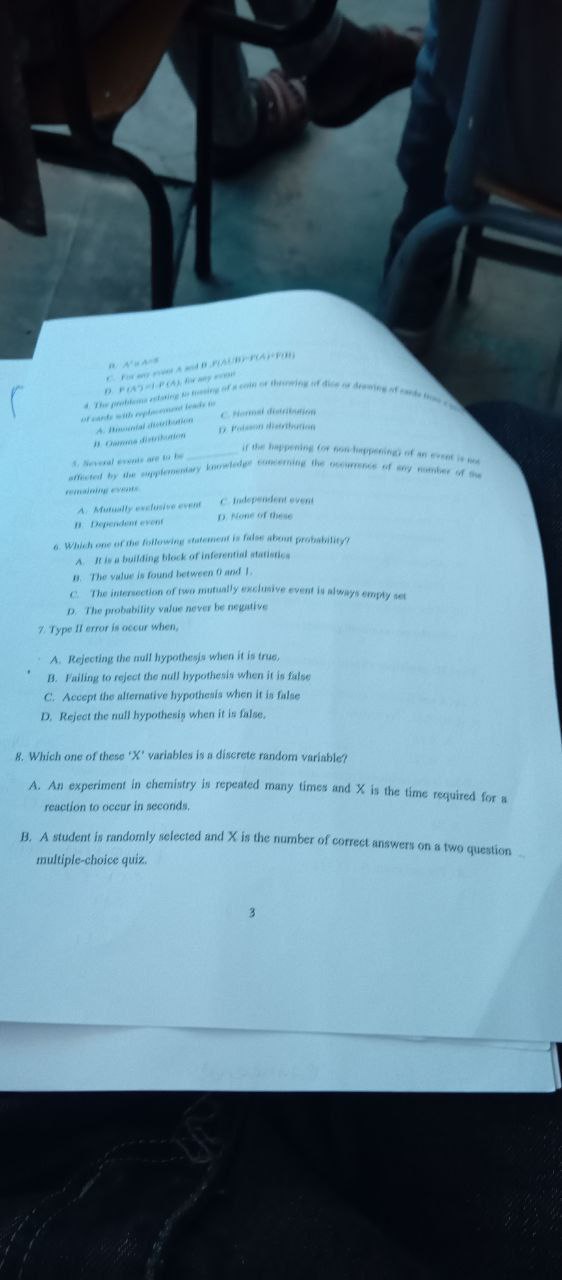 C. For any event A and B ,P(AUB)=P(A)+P(B)
D. P (A')=1-P (A), for any event
4. The problems relating to tossing of a coin or throwing of dice or drawing of cards from a
of cards with replacement leads to
A. Binomial distribution C. Normal distribution
B. Gamma distribution D. Poisson distribution
5. Several events are to be ________ if the happening (or non-happening) of an event is not
affected by the supplementary knowledge concerning the occurrence of any number of the
remaining events.
A. Mutually exclusive event C. Independent event
B. Dependent event D. None of these
6. Which one of the following statement is false about probability?
A. It is a building block of inferential statistics
B. The value is found between 0 and 1.
C. The intersection of two mutually exclusive event is always empty set
D. The probability value never be negative
7. Type II error is occur when,
A. Rejecting the null hypothesis when it is true.
B. Failing to reject the null hypothesis when it is false
C. Accept the alternative hypothesis when it is false
D. Reject the null hypothesis when it is false.
8. Which one of these ‘X’ variables is a discrete random variable?
A. An experiment in chemistry is repeated many times and X is the time required for a
reaction to occur in seconds.
B. A student is randomly selected and X is the number of correct answers on a two question
multiple-choice quiz.
3